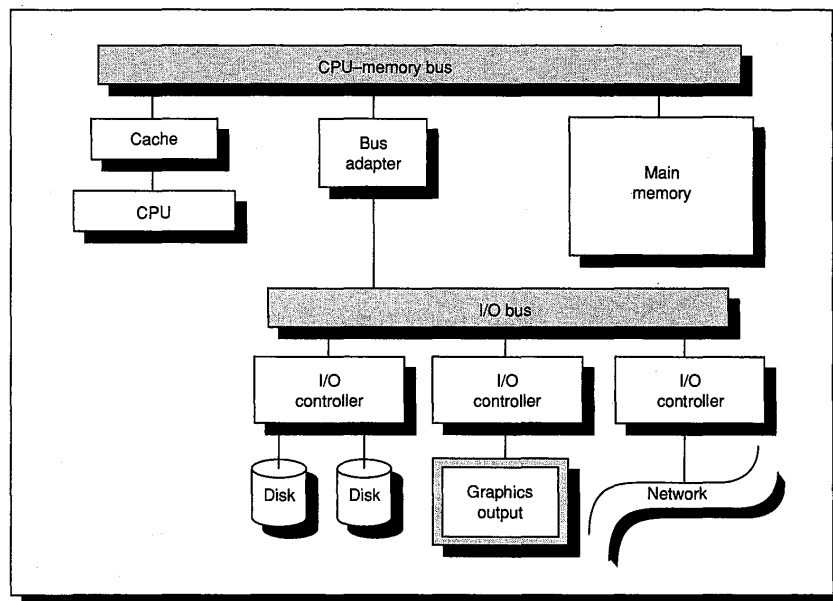 CPU–memory bus
Cache
Bus
adapter
Main
memory
CPU
I/O bus
I/O
controller
I/O
controller
I/O
controller
Disk
Disk
Graphics
output
Network